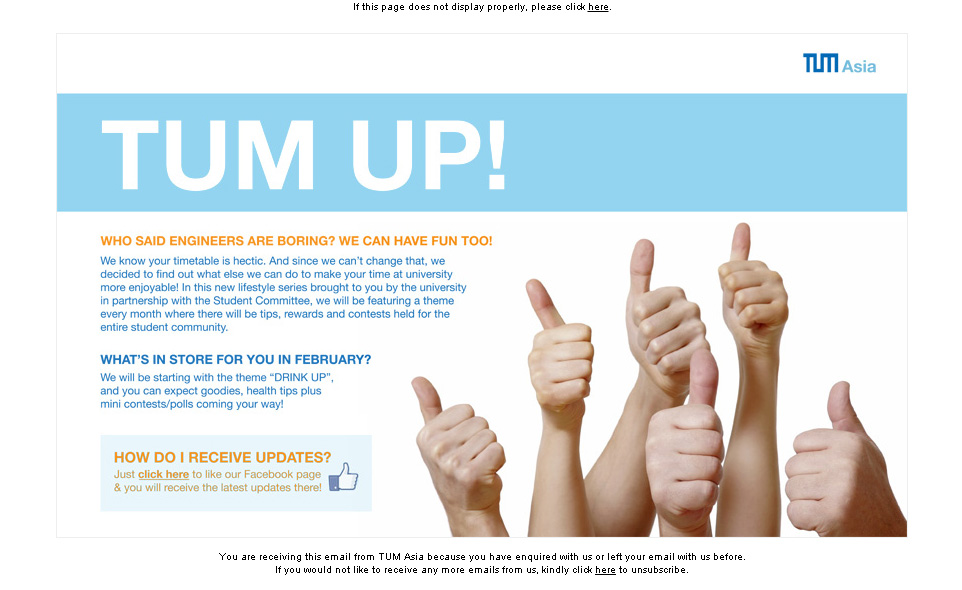 If this page does not display properly, please click here.
TUM Asia
TUM UP!
WHO SAID ENGINEERS ARE BORING? WE CAN HAVE FUN TOO!
We know your timetable is hectic. And since we can't change that, we
decided to find out what else we can do to make your time at university
more enjoyable! In this new lifestyle series brought to you by the university
in partnership with the Student Committee, we will be featuring a theme
every month where there will be tips, rewards and contests held for the
entire student community.
WHAT'S IN STORE FOR YOU IN FEBRUARY?
We will be starting with the theme “DRINK UP”,
and you can expect goodies, health tips plus
mini contests/polls coming your way!
HOW DO I RECEIVE UPDATES?
Just click here to like our Facebook page
& you will receive the latest updates there!
You are receiving this email from TUM Asia because you have enquired with us or left your email with us before.
If you would not like to receive any more emails from us, kindly click here to unsubscribe.